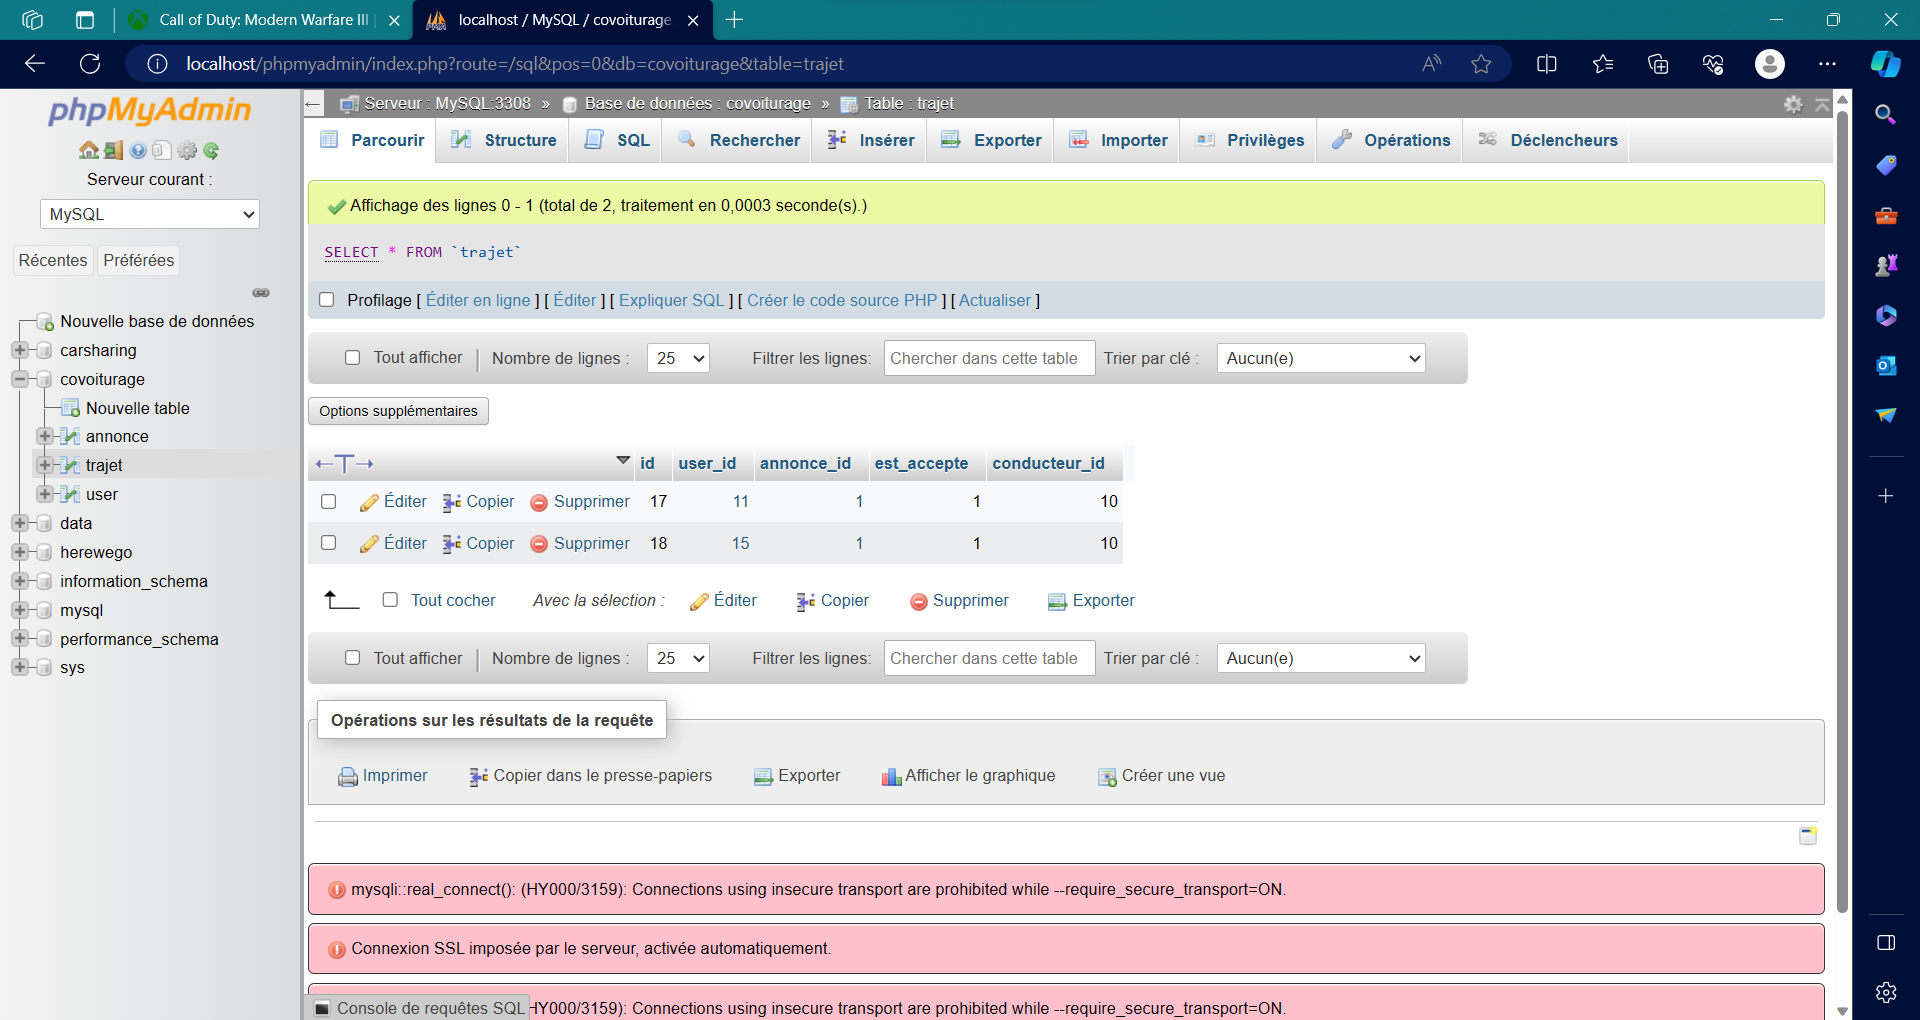 Call of Duty: Modern Warfare III
localhost / MySQL / covoiturage
localhost/phpmyadmin/index.php?route=/sql&pos=0&db=covoiturage&table=trajet
phpMyAdmin
Serveur courant :
MySQL
Récentes
Préférées
Nouvelle base de données
carsharing
covoiturage
Nouvelle table
annonce
trajet
user
data
herewego
information_schema
mysql
performance_schema
sys
Serveur : MySQL:3308 » Base de données : covoiturage » Table : trajet
Parcourir Structure SQL Rechercher Insérer Exporter Importer Privilèges Opérations Déclencheurs
Affichage des lignes 0 - 1 (total de 2, traitement en 0,0003 seconde(s).)
SELECT * FROM `trajet`
Profilage [ Éditer en ligne ] [ Éditer ] [ Expliquer SQL ] [ Créer le code source PHP ] [ Actualiser ]
Tout afficher Nombre de lignes : 25 Filtrer les lignes: Chercher dans cette table Trier par clé : Aucun(e)
Options supplémentaires
←T→ id user_id annonce_id est_accepte conducteur_id
Éditer Copier Supprimer 17 11 1 1 10
Éditer Copier Supprimer 18 15 1 1 10
Tout cocher Avec la sélection : Éditer Copier Supprimer Exporter
Tout afficher Nombre de lignes : 25 Filtrer les lignes: Chercher dans cette table Trier par clé : Aucun(e)
Opérations sur les résultats de la requête
Imprimer Copier dans le presse-papiers Exporter Afficher le graphique Créer une vue
mysqli::real_connect(): (HY000/3159): Connections using insecure transport are prohibited while --require_secure_transport=ON.
Connexion SSL imposée par le serveur, activée automatiquement.
Console de requêtes SQL HY000/3159): Connections using insecure transport are prohibited while --require_secure_transport=ON.